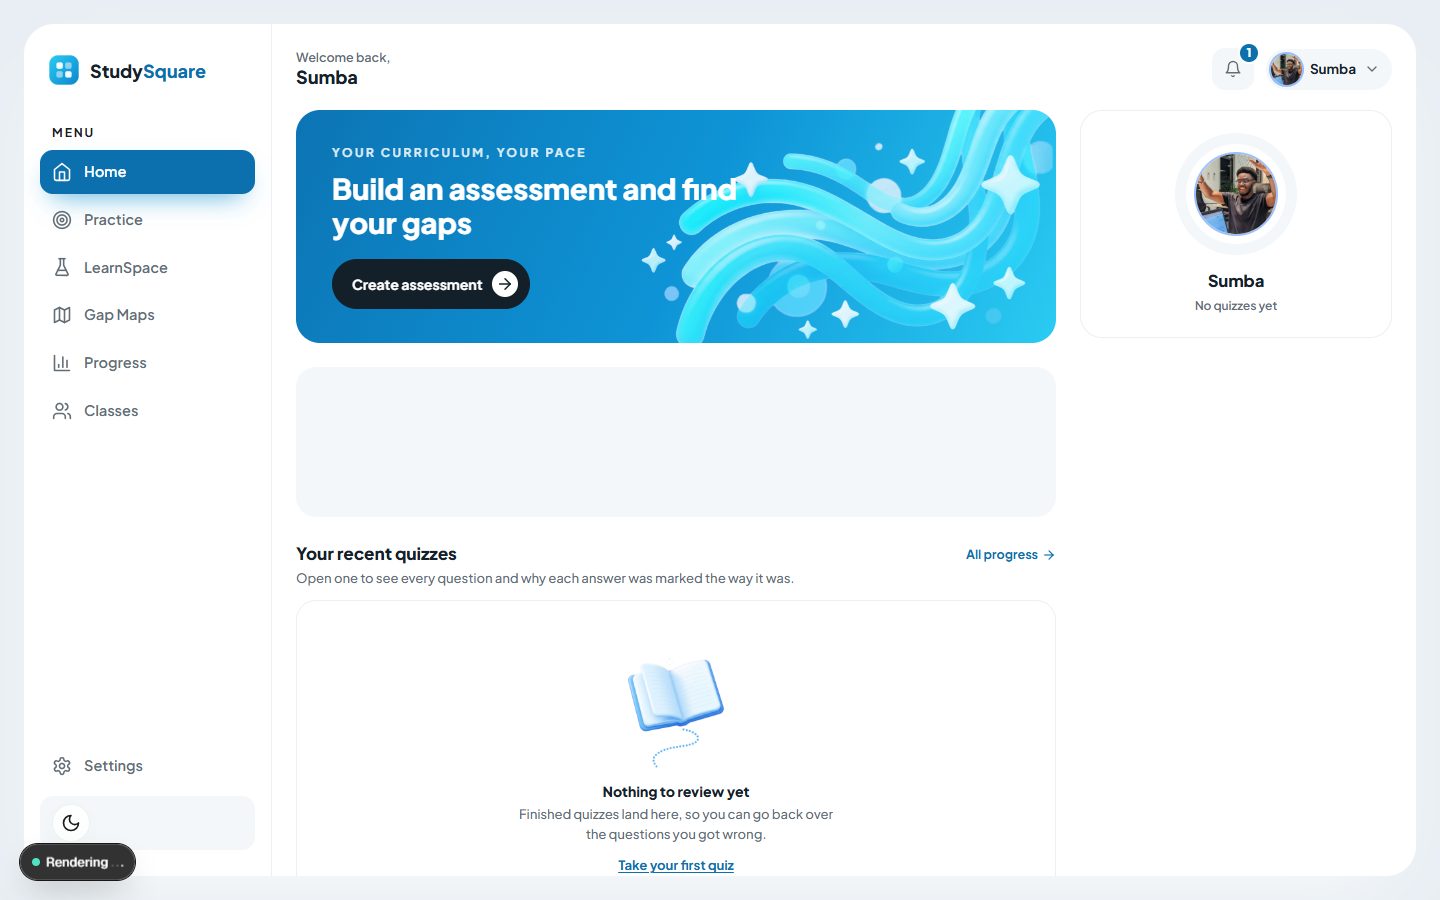 StudySquare
MENU
Home
Practice
LearnSpace
Gap Maps
Progress
Classes
Settings
Rendering...
Welcome back,
Sumba
1
Sumba
YOUR CURRICULUM, YOUR PACE
Build an assessment and find
your gaps
Create assessment
Sumba
No quizzes yet
Your recent quizzes
All progress
Open one to see every question and why each answer was marked the way it was.
Nothing to review yet
Finished quizzes land here, so you can go back over
the questions you got wrong.
Take your first quiz